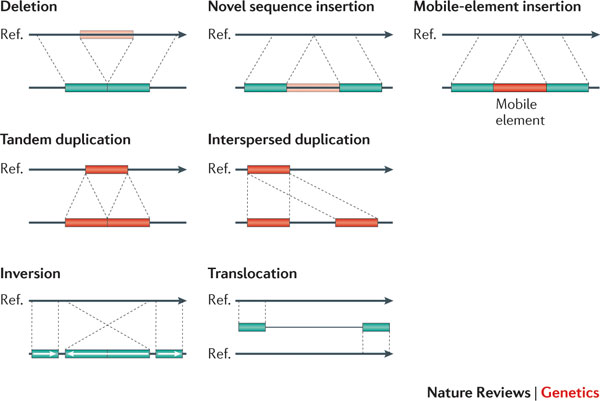 Deletion
Novel sequence insertion
Mobile-element insertion
Ref.
Ref.
Ref.
Mobile
element
Tandem duplication
Interspersed duplication
Ref.
Ref.
Inversion
Translocation
Ref.
Ref.
Ref.
Nature Reviews | Genetics